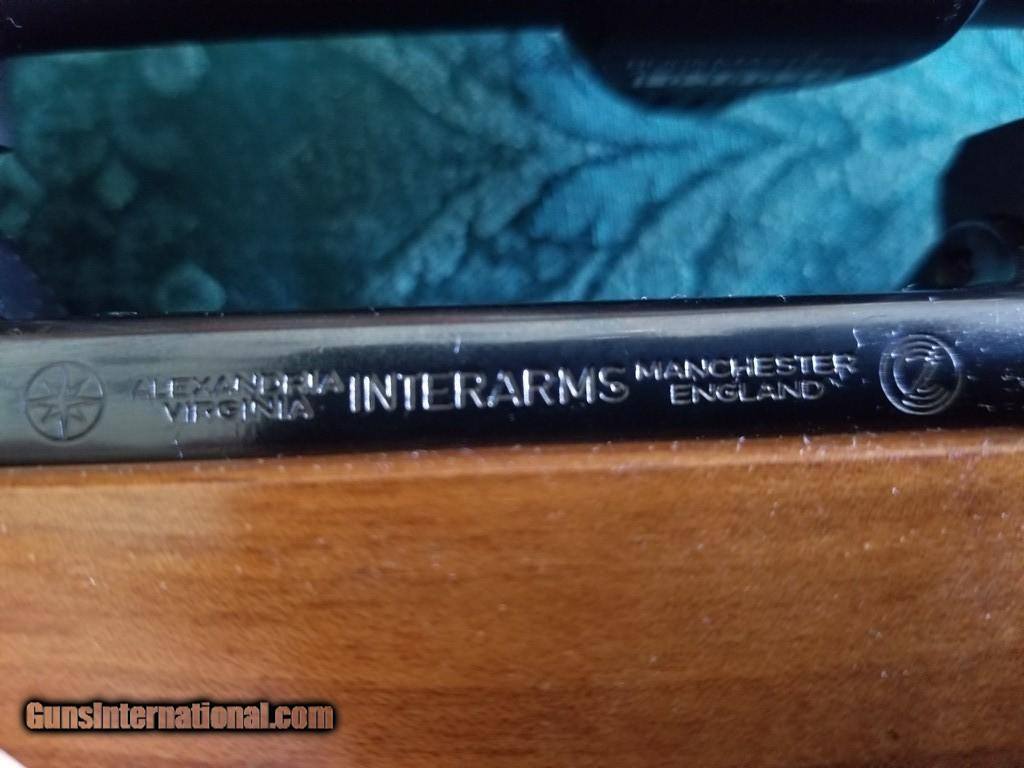 ALEXANDRIA
VIRGINIA
INTERARMS
MANCHESTER
ENGLAND
Z
GunsInternational.com